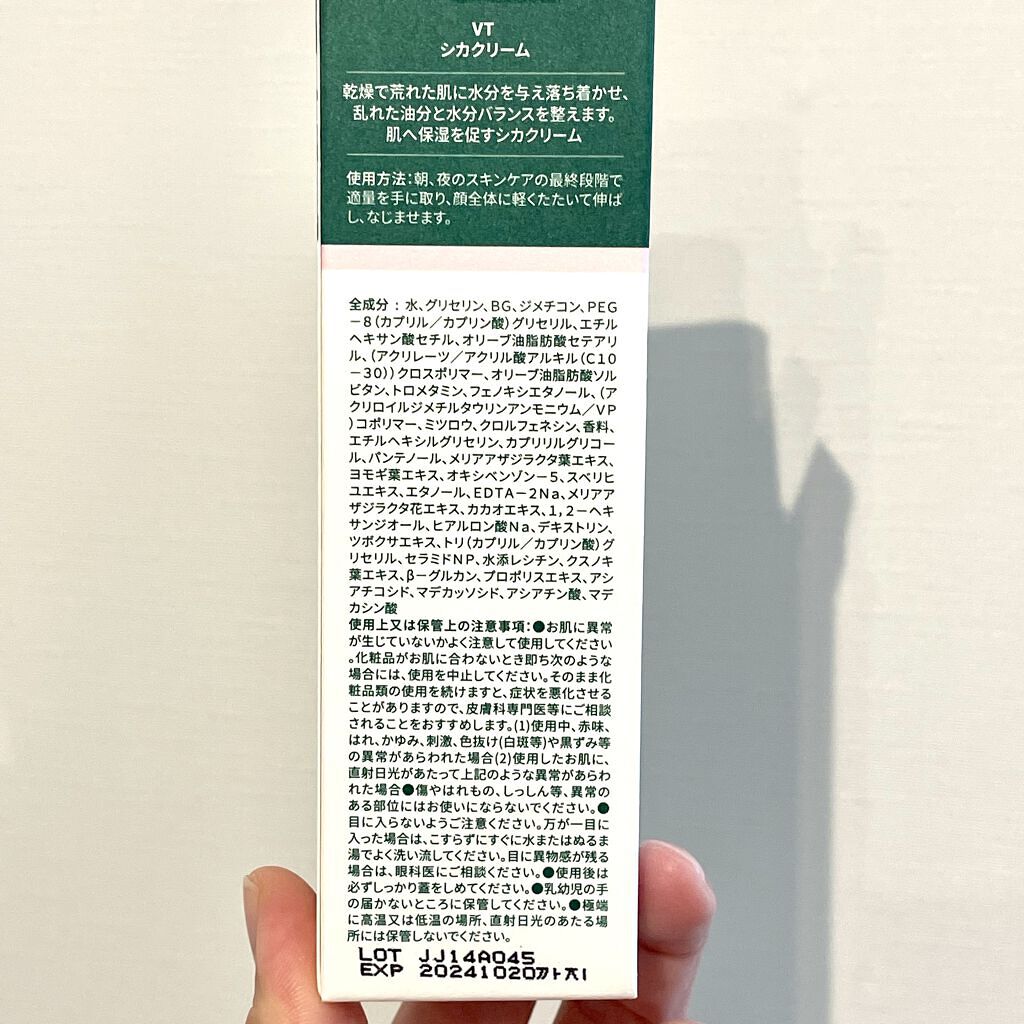 VT
シカクリーム
乾燥で荒れた肌に水分を与え落ち着かせ、
乱れた油分と水分バランスを整えます。
肌へ保湿を促すシカクリーム
使用方法：朝、夜のスキンケアの最終段階で
適量を手に取り、顔全体に軽くたたいて伸ば
し、なじませます。
全成分 : 水、グリセリン、BG、ジメチコン、PEG
－8（カプリル／カプリン酸）グリセリル、エチル
ヘキサン酸セチル、オリーブ油脂肪酸セテアリ
ル、（アクリレーツ／アクリル酸アルキル（C10
－30））クロスポリマー、オリーブ油脂肪酸ソル
ビタン、トロメタミン、フェノキシエタノール、（ア
クリロイルジメチルタウリンアンモニウム／VP
）コポリマー、ミツロウ、クロルフェネシン、香料、
エチルヘキシルグリセリン、カプリリルグリコー
ル、パンテノール、メリアアザジラクタ葉エキス、
ヨモギ葉エキス、オキシベンゾン－5、スベリヒ
ユエキス、エタノール、EDTA－2Na、メリアア
ザジラクタ花エキス、カカオエキス、1，2－ヘキ
サンジオール、ヒアルロン酸Na、デキストリン、
ツボクサエキス、トリ（カプリル／カプリン酸）グ
リセリル、セラミドNP、水添レシチン、クスノキ
葉エキス、β－グルカン、プロポリスエキス、アシ
アチコシド、マデカッソシド、アシアチン酸、マデ
カシン酸
使用上又は保管上の注意事項：●お肌に異常
が生じていないかよく注意して使用してください
。化粧品がお肌に合わないとき即ち次のような
場合には、使用を中止してください。そのまま化
粧品類の使用を続けますと、症状を悪化させる
ことがありますので、皮膚科専門医等にご相談
されることをおすすめします。(1)使用中、赤味、
はれ、かゆみ、刺激、色抜け(白斑等)や黒ずみ等
の異常があらわれた場合(2)使用したお肌に、
直射日光があたって上記のような異常があらわ
れた場合●傷やはれもの、しっしん等、異常の
ある部位にはお使いにならないでください。●
目に入らないようご注意ください。万が一目に
入った場合は、こすらずにすぐに水またはぬるま
湯でよく洗い流してください。目に異物感が残る
場合は、眼科医にご相談ください。●使用後は
必ずしっかり蓋をしめてください。●乳幼児の手
の届かないところに保管してください。●極端
に高温又は低温の場所、直射日光のあたる場
所には保管しないでください。
LOT JJ14A045
EXP 20241020까지